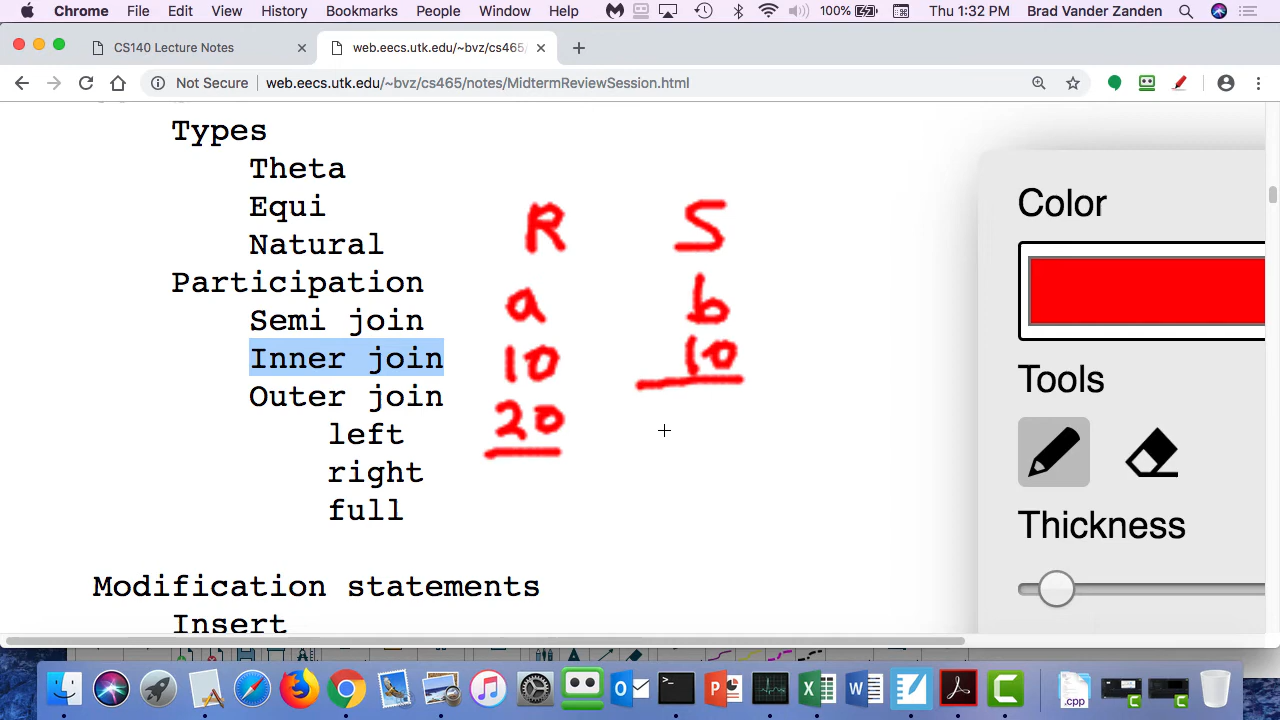 Chrome File Edit View History Bookmarks People Window Help 100% Thu 1:32 PM Brad Vander Zanden
CS140 Lecture Notes web.eecs.utk.edu/~bvz/cs465/
Not Secure web.eecs.utk.edu/~bvz/cs465/notes/MidtermReviewSession.html
Types
Theta
Equi
Natural
Participation
Semi join
Inner join
Outer join
left
right
full
Modification statements
Insert
R S
a b
10 10
20
Color
Tools
Thickness
.cpp